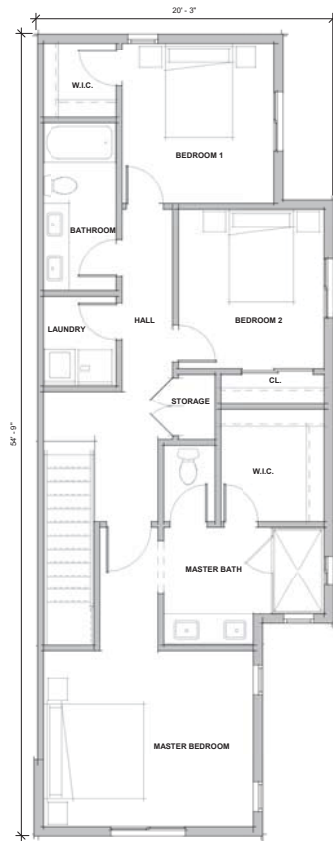 20' - 3"
W.I.C.
BEDROOM 1
BATHROOM
HALL
BEDROOM 2
LAUNDRY
CL.
STORAGE
54' - 9"
W.I.C.
MASTER BATH
MASTER BEDROOM